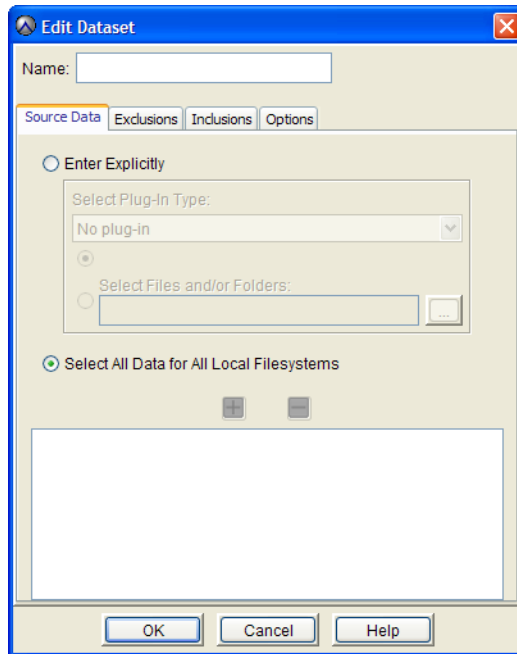 Edit Dataset
Name:
Source Data Exclusions Inclusions Options
Enter Explicitly
Select Plug-In Type:
No plug-in
Select Files and/or Folders:
...
Select All Data for All Local Filesystems
OK Cancel Help